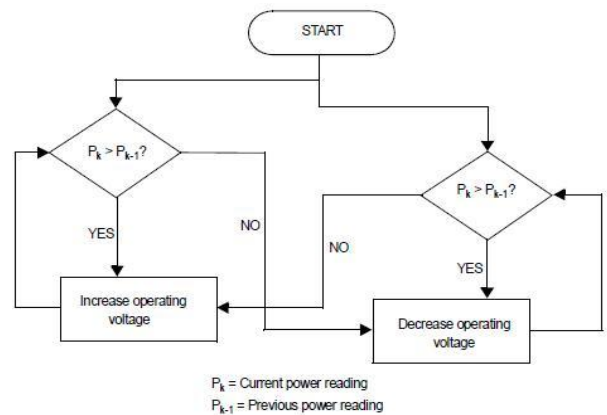 START
Pk > Pk-1?
Pk > Pk-1?
YES
NO
NO
YES
Increase operating
voltage
Decrease operating
voltage
Pk = Current power reading
Pk-1 = Previous power reading